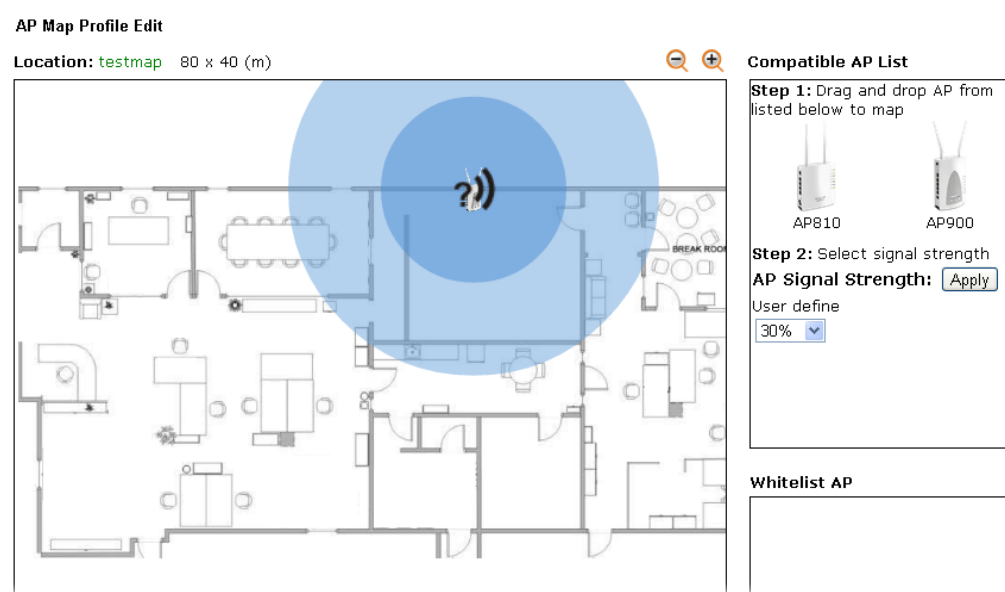 AP Map Profile Edit
Location: testmap 80 x 40 (m)
BREAK ROOM
?
Compatible AP List
Step 1: Drag and drop AP from
listed below to map
AP810 AP900
Step 2: Select signal strength
AP Signal Strength: Apply
User define
30%
Whitelist AP